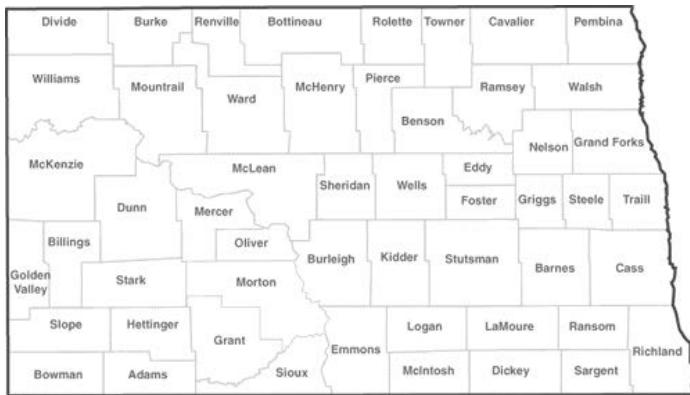 Divide
Burke
Renville
Bottineau
Rolette
Towner
Cavalier
Pembina
Williams
Mountrail
Ward
McHenry
Pierce
Benson
Ramsey
Walsh
McKenzie
McLean
Sheridan
Wells
Eddy
Foster
Nelson
Grand Forks
Dunn
Mercer
Oliver
Griggs
Steele
Traill
Golden
Valley
Billings
Stark
Morton
Burleigh
Kidder
Stutsman
Barnes
Cass
Slope
Hettinger
Grant
Emmons
Logan
LaMoure
Ransom
Richland
Bowman
Adams
Sioux
McIntosh
Dickey
Sargent